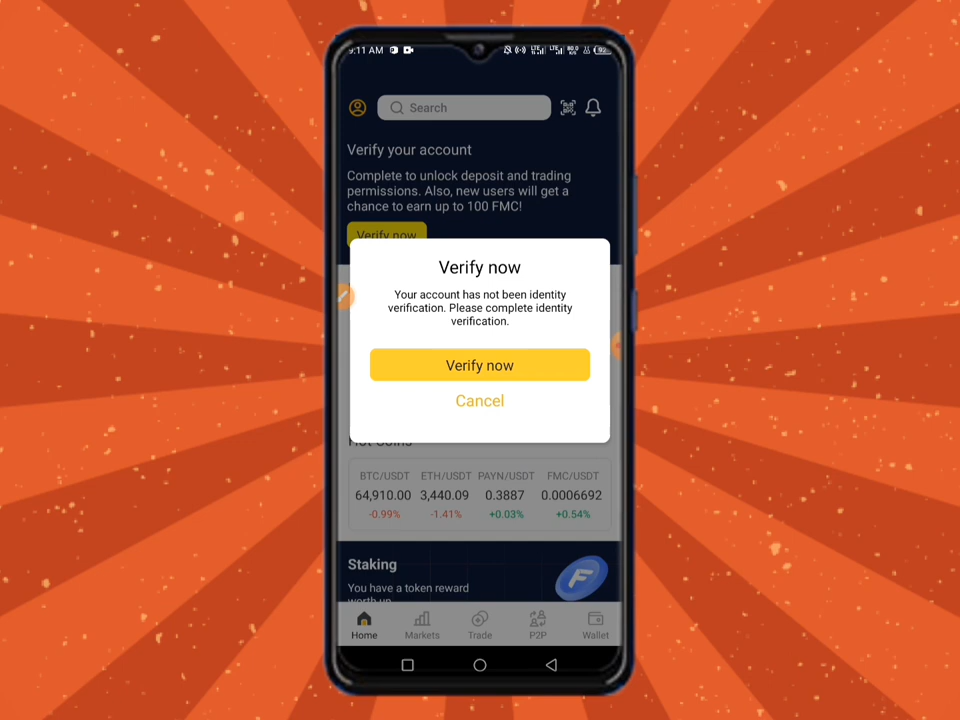 9:11 AM
Search
Verify your account
Complete to unlock deposit and trading
permissions. Also, new users will get a
chance to earn up to 100 FMC!
Verify now
Verify now
Your account has not been identity
verification. Please complete identity
verification.
Verify now
Cancel
Hot Coins
BTC/USDT ETH/USDT PAYN/USDT FMC/USDT
64,910.00 3,440.09 0.3887 0.0006692
-0.99% -1.41% +0.03% +0.54%
Staking
You have a token reward
worth up
Home Markets Trade P2P Wallet